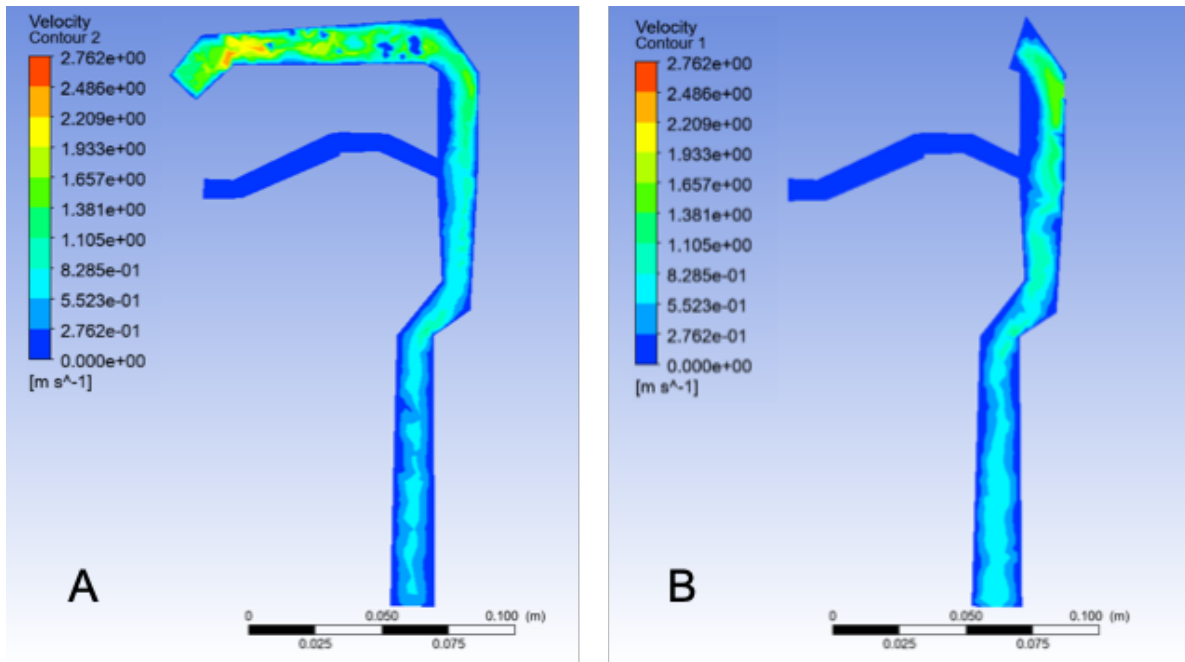 Velocity
Contour 2
2.762e+00
2.486e+00
2.209e+00
1.933e+00
1.657e+00
1.381e+00
1.105e+00
8.285e-01
5.523e-01
2.762e-01
0.000e+00
[m s^-1]
A
0 0.050 0.100 (m)
0.025 0.075
Velocity
Contour 1
2.762e+00
2.486e+00
2.209e+00
1.933e+00
1.657e+00
1.381e+00
1.105e+00
8.285e-01
5.523e-01
2.762e-01
0.000e+00
[m s^-1]
B
0 0.050 0.100 (m)
0.025 0.075